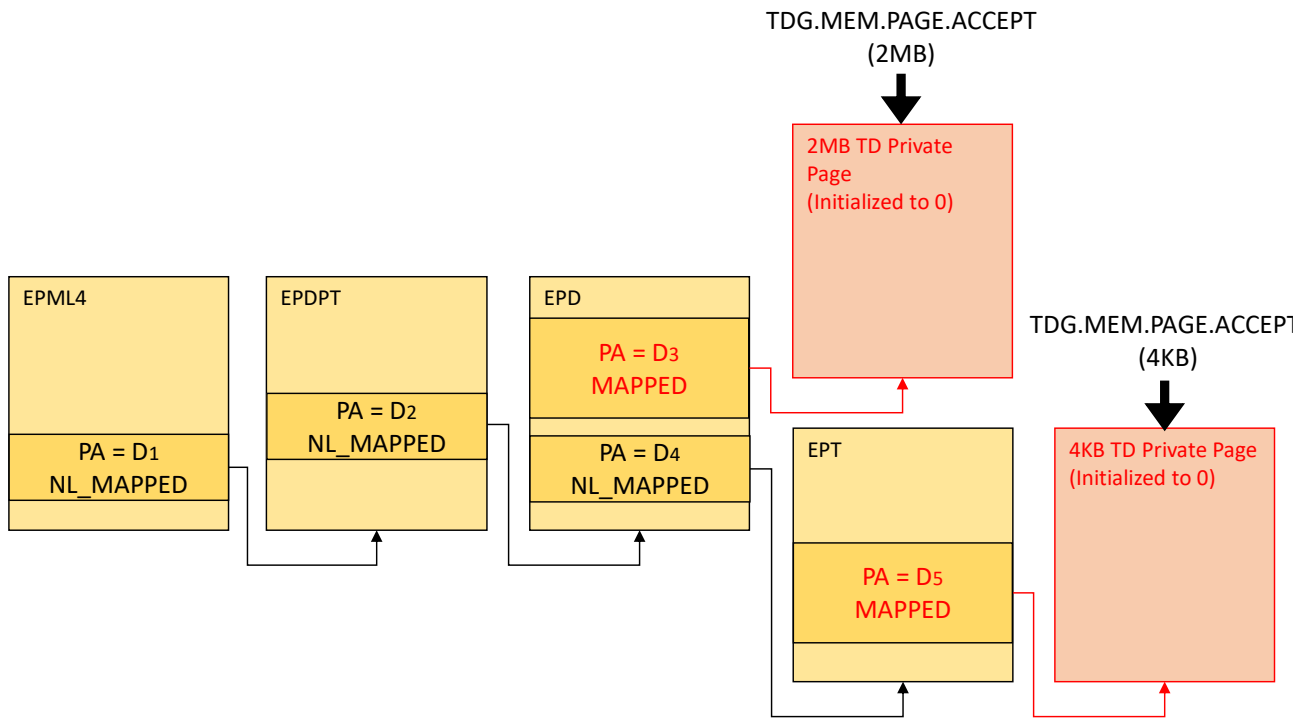 TDG.MEM.PAGE.ACCEPT
(2MB)
2MB TD Private
Page
(Initialized to 0)
EPML4
PA = D1
NL_MAPPED
EPDPT
PA = D2
NL_MAPPED
EPD
PA = D3
MAPPED
PA = D4
NL_MAPPED
TDG.MEM.PAGE.ACCEPT
(4KB)
EPT
PA = D5
MAPPED
4KB TD Private Page
(Initialized to 0)